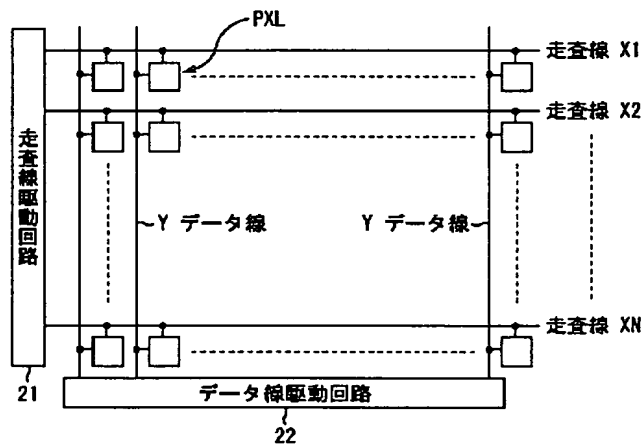 PXL
走査線 X1
走査線 X2
走査線駆動回路
Y データ線
Y データ線
走査線 XN
21
データ線駆動回路
22